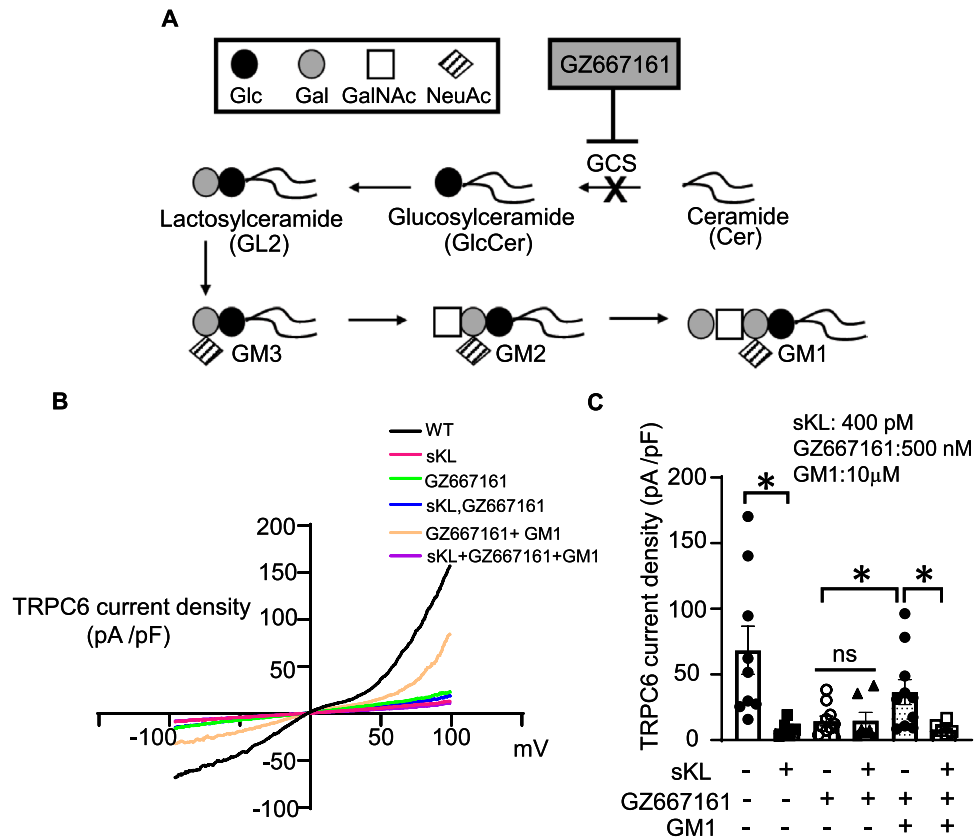 A
GZ667161
Glc Gal GalNAc NeuAc
GCS
X
Lactosylceramide
(GL2)
Glucosylceramide
(GlcCer)
Ceramide
(Cer)
GM3
GM2
GM1
B
WT
sKL
GZ667161
sKL,GZ667161
GZ667161+ GM1
sKL+GZ667161+GM1
TRPC6 current density
(pA /pF)
200
150
100
50
-50
-100
-100 50 100
mV
C
sKL: 400 pM
GZ667161:500 nM
GM1:10µM
TRPC6 current density (pA /pF)
200
150
100
50
0
*
*
*
ns
sKL - + - + - +
GZ667161 - - + + + +
GM1 - - - - + +